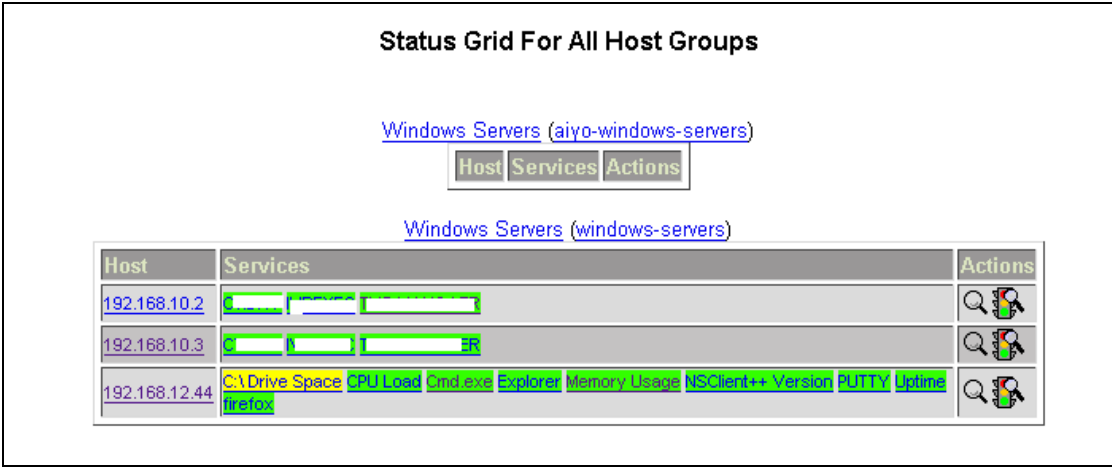 Status Grid For All Host Groups
Windows Servers (aiyo-windows-servers)
Host Services Actions
Windows Servers (windows-servers)
Host Services Actions
192.168.10.2
192.168.10.3
192.168.12.44 C:\ Drive Space CPU Load Cmd.exe Explorer Memory Usage NSClient++ Version PUTTY Uptime
firefox